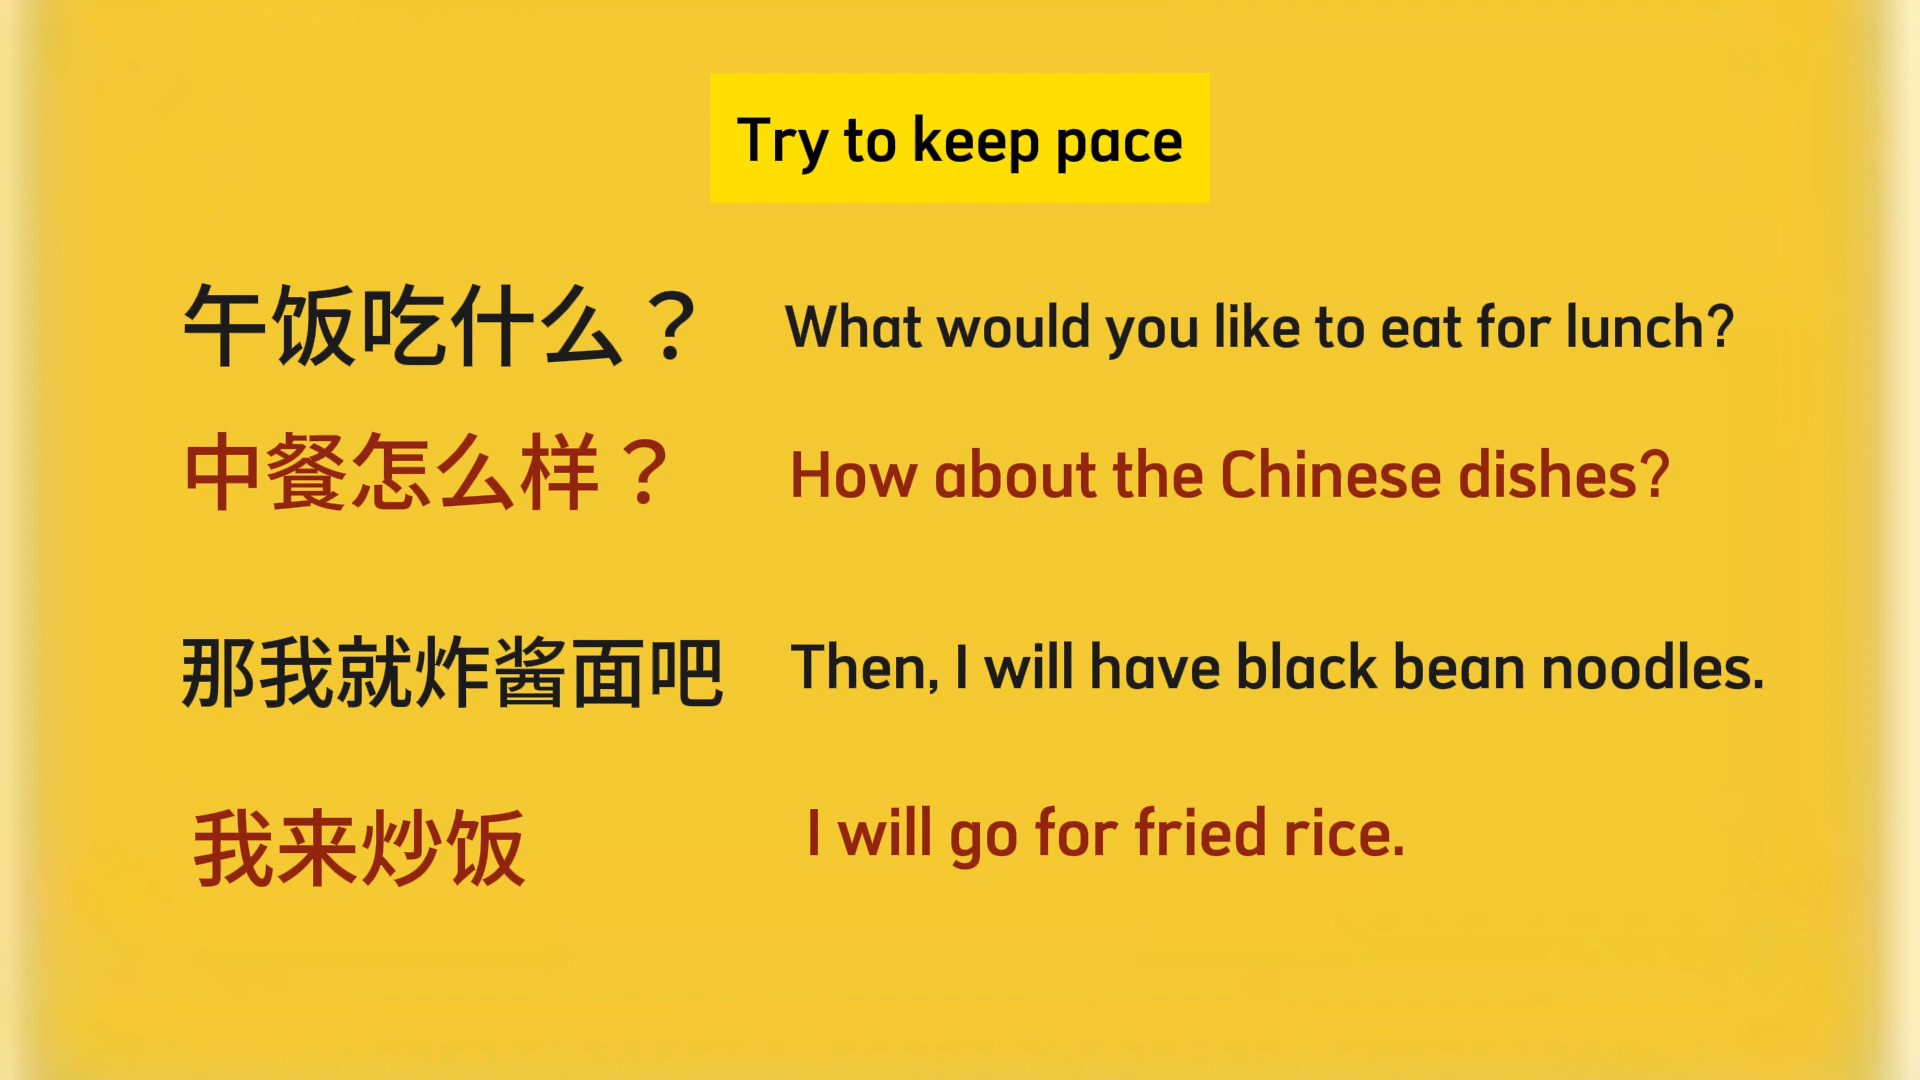 Try to keep pace
午饭吃什么？ What would you like to eat for lunch?
中餐怎么样？ How about the Chinese dishes?
那我就炸酱面吧 Then, I will have black bean noodles.
我来炒饭 I will go for fried rice.